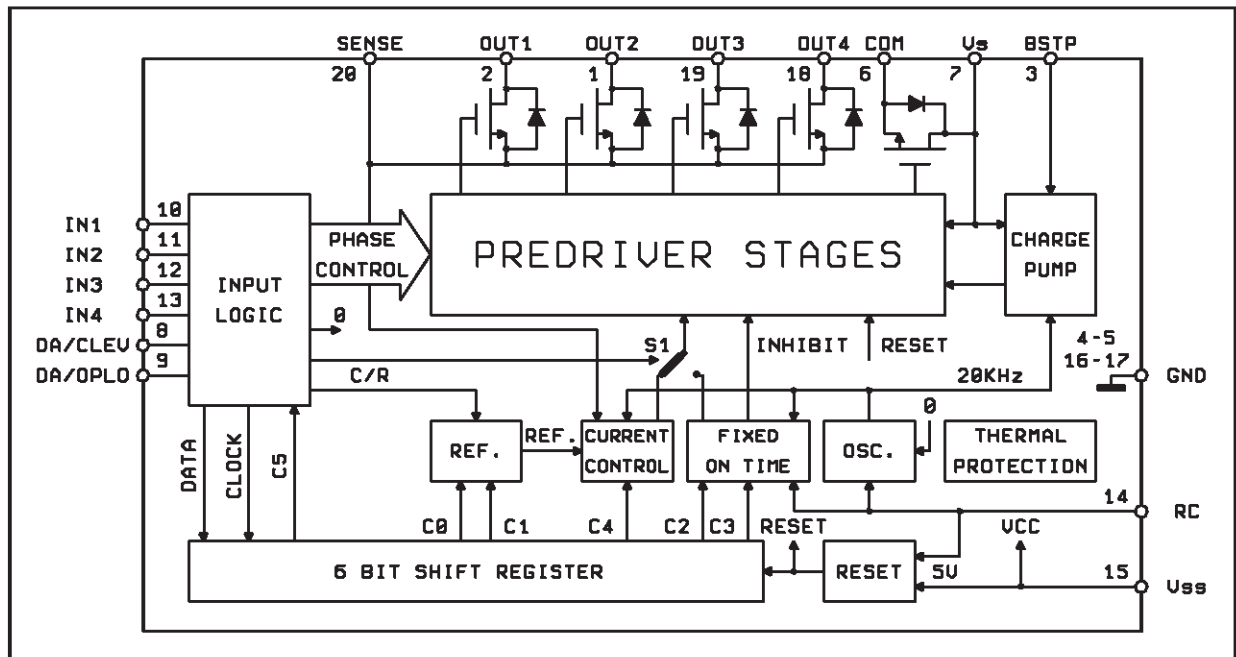 SENSE OUT1 OUT2 OUT3 OUT4 COM Vs BSTP
20 2 1 19 18 6 7 3
IN1 10
IN2 11
IN3 12
IN4 13
DA/CLEV 8
DA/OPLO 9
INPUT
LOGIC
PHASE
CONTROL
PREDRIVER STAGES
CHARGE
PUMP
0
S1
INHIBIT
RESET
4-5
16-17
GND
C/R
20KHz
0
REF.
REF.
CURRENT
CONTROL
FIXED
ON TIME
OSC.
THERMAL
PROTECTION
DATA
CLOCK
C5
14
RC
C0 C1 C4 C2 C3 RESET VCC
6 BIT SHIFT REGISTER
RESET
5V
15
Vss